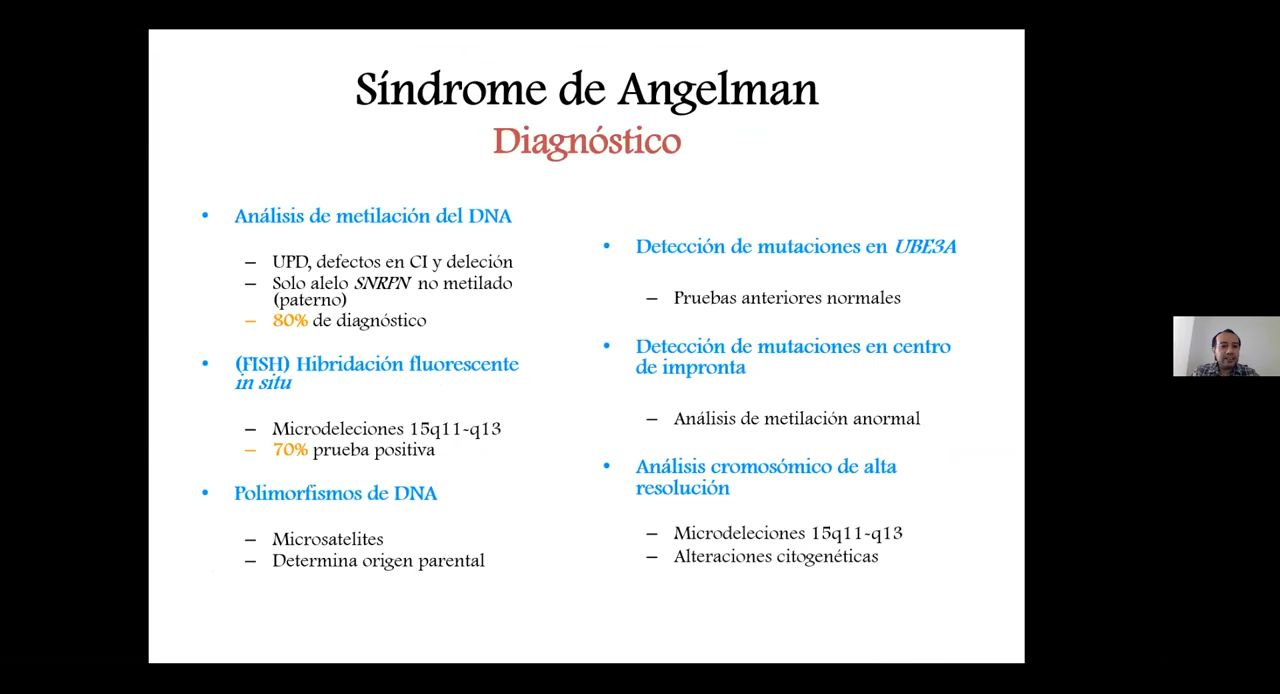 Síndrome de Angelman
Diagnóstico
• Análisis de metilación del DNA
– UPD, defectos en CI y deleción
– Solo alelo SNRPN no metilado
(paterno)
– 80% de diagnóstico
• (FISH) Hibridación fluorescente
in situ
– Microdeleciones 15q11-q13
– 70% prueba positiva
• Polimorfismos de DNA
– Microsatelites
– Determina origen parental
• Detección de mutaciones en UBE3A
– Pruebas anteriores normales
• Detección de mutaciones en centro
de impronta
– Análisis de metilación anormal
• Análisis cromosómico de alta
resolución
– Microdeleciones 15q11-q13
– Alteraciones citogenéticas